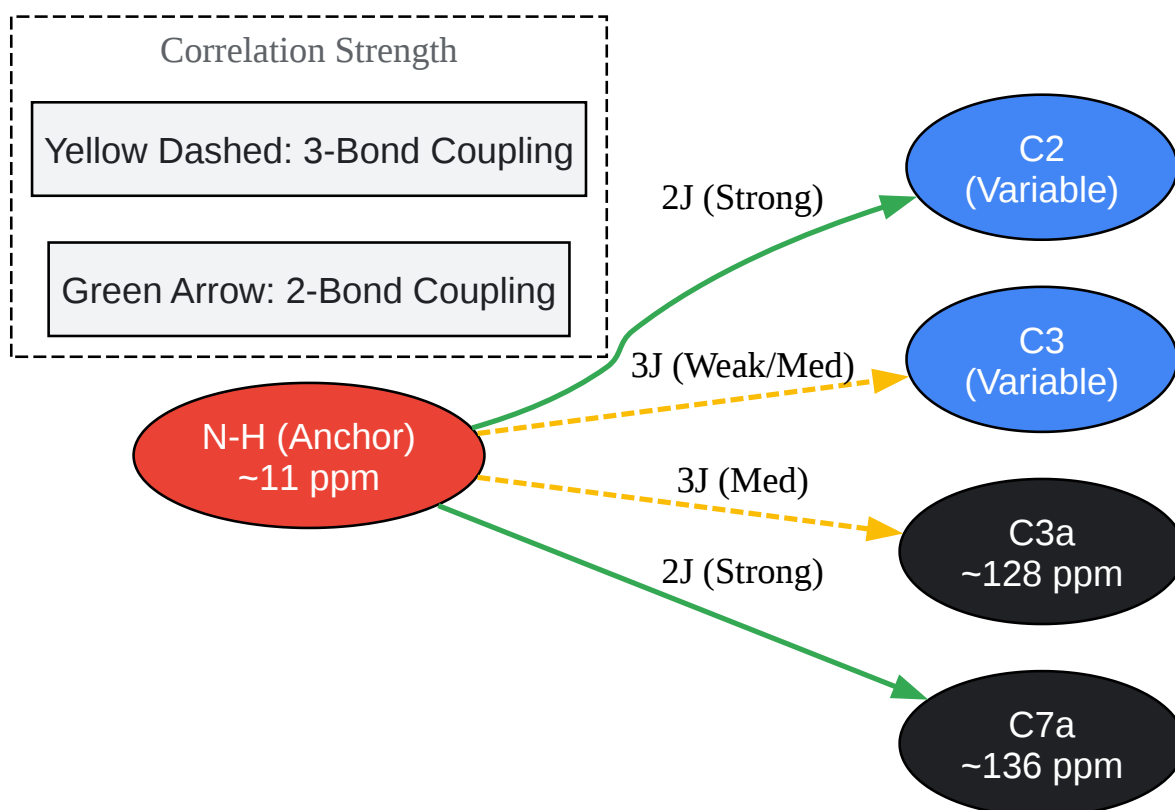 Correlation Strength
Yellow Dashed: 3-Bond Coupling
Green Arrow: 2-Bond Coupling
N-H (Anchor)
~11 ppm
2J (Strong)
3J (Weak/Med)
3J (Med)
2J (Strong)
C2
(Variable)
C3
(Variable)
C3a
~128 ppm
C7a
~136 ppm